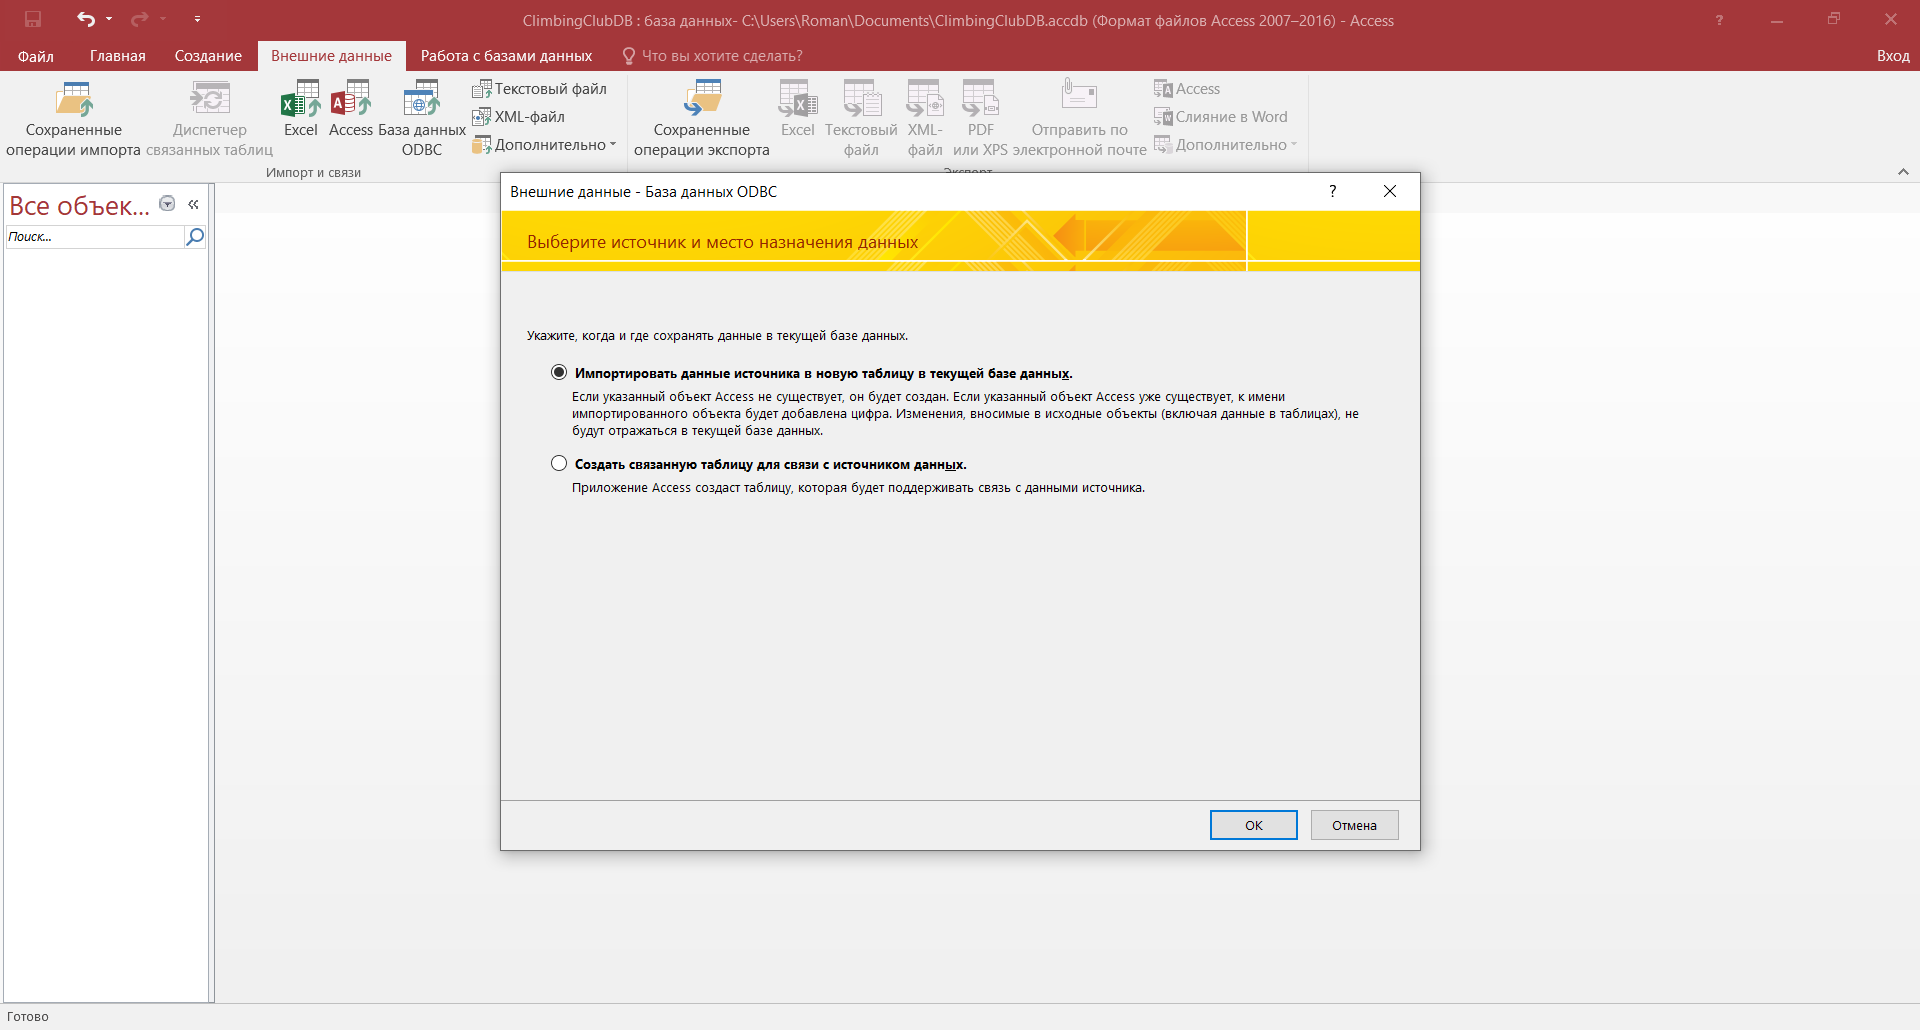 ClimbingClubDB : база данных- C:\Users\Roman\Documents\ClimbingClubDB.accdb (Формат файлов Access 2007–2016) - Access
?
Файл Главная Создание Внешние данные Работа с базами данных Что вы хотите сделать? Вход
Сохраненные операции импорта
Диспетчер связанных таблиц
Excel
Access
База данных ODBC
Текстовый файл
XML-файл
Дополнительно
Импорт и связи
Сохраненные операции экспорта
Excel
Текстовый файл
XML-файл
PDF или XPS
Отправить по электронной почте
Access
Слияние в Word
Дополнительно
Экспорт
Все объек...
Поиск...
Внешние данные - База данных ODBC
?
Выберите источник и место назначения данных
Укажите, когда и где сохранять данные в текущей базе данных.
Импортировать данные источника в новую таблицу в текущей базе данных.
Если указанный объект Access не существует, он будет создан. Если указанный объект Access уже существует, к имени
импортированного объекта будет добавлена цифра. Изменения, вносимые в исходные объекты (включая данные в таблицах), не
будут отражаться в текущей базе данных.
Создать связанную таблицу для связи с источником данных.
Приложение Access создаст таблицу, которая будет поддерживать связь с данными источника.
ОК Отмена
Готово